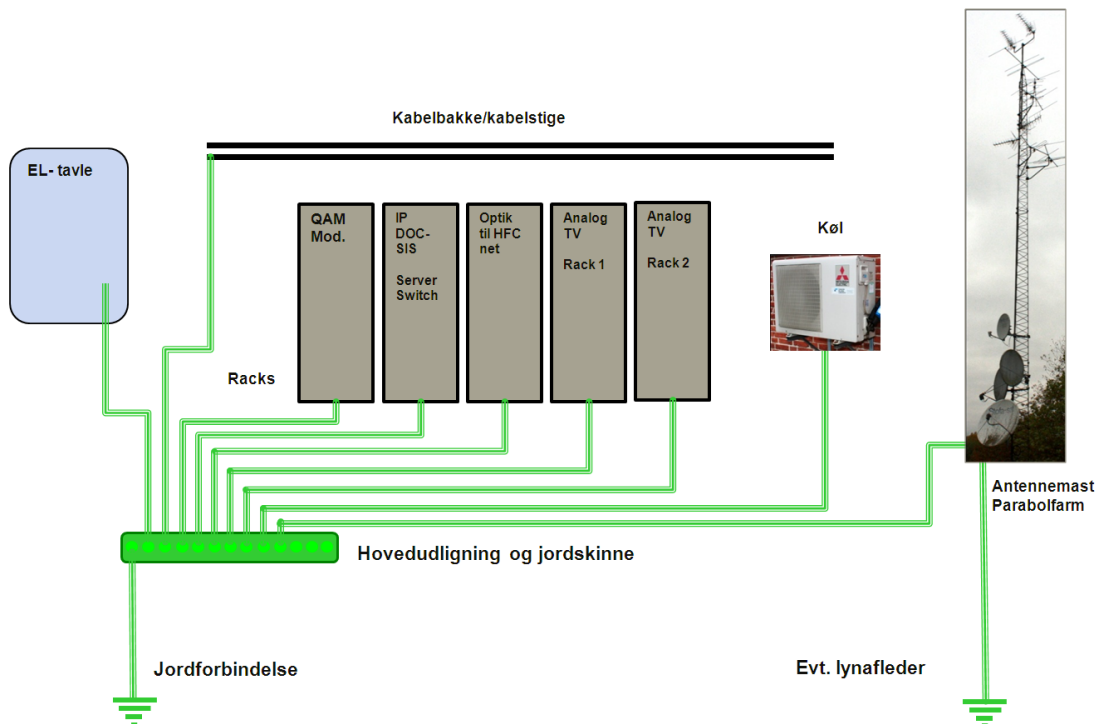 Kabelbakke/kabelstige
EL- tavle
QAM
Mod.
IP
DOC-
SIS
Server
Switch
Optik
til HFC
net
Analog
TV
Rack 1
Analog
TV
Rack 2
Køl
Racks
Antennemast
Parabolfarm
Hovedudligning og jordskinne
Jordforbindelse
Evt. lynafleder